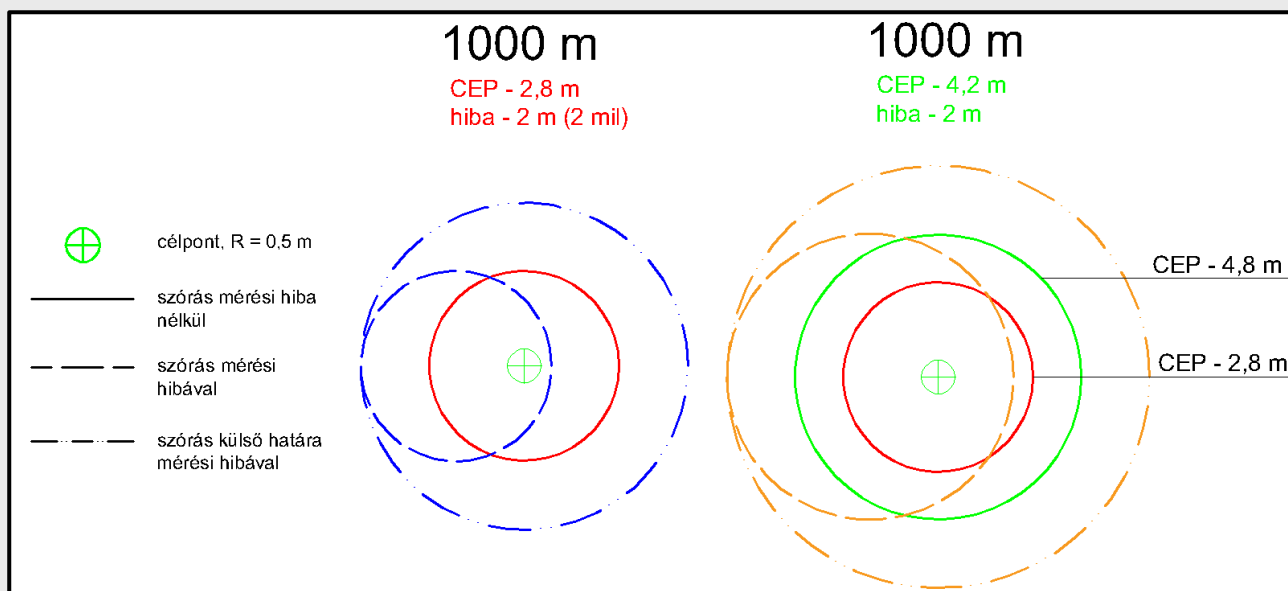 1000 m
CEP - 2,8 m
hiba - 2 m (2 mil)
1000 m
CEP - 4,2 m
hiba - 2 m
célpont, R = 0,5 m
szórás mérési hiba
nélkül
szórás mérési
hibával
szórás külső határa
mérési hibával
CEP - 4,8 m
CEP - 2,8 m